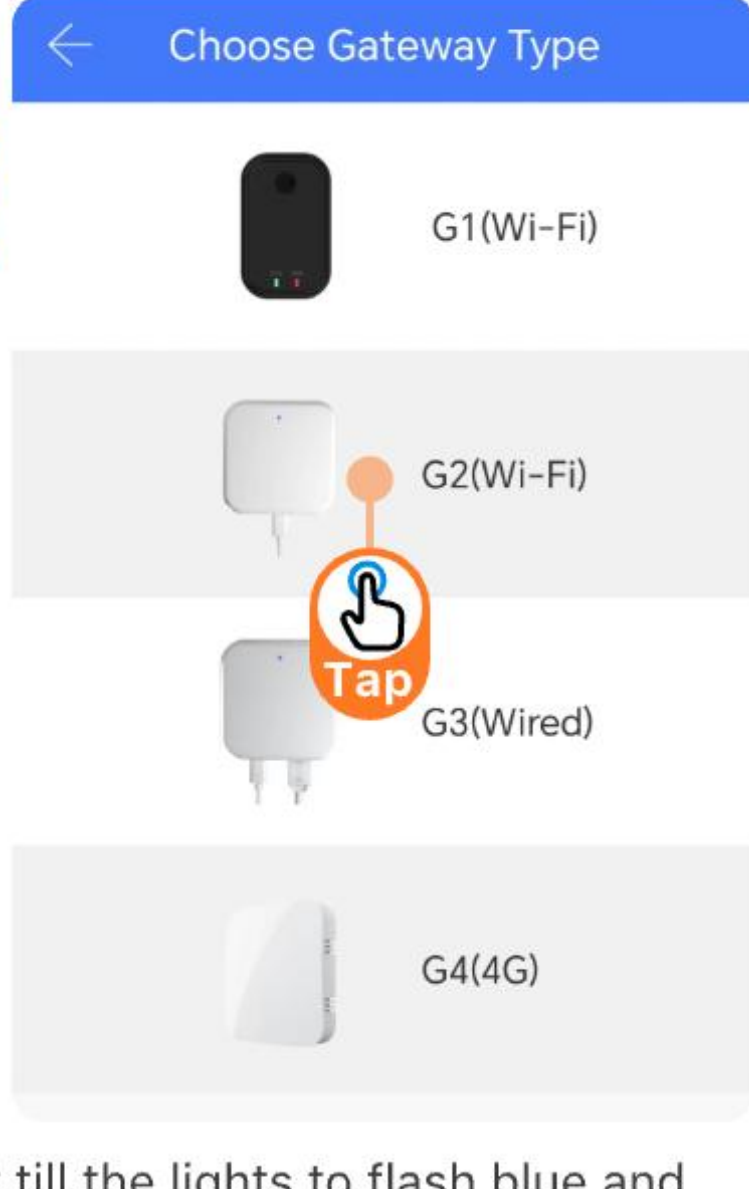 Choose Gateway Type
G1(Wi-Fi)
G2(Wi-Fi)
Tap
G3(Wired)
G4(4G)
till the lights to flash blue and